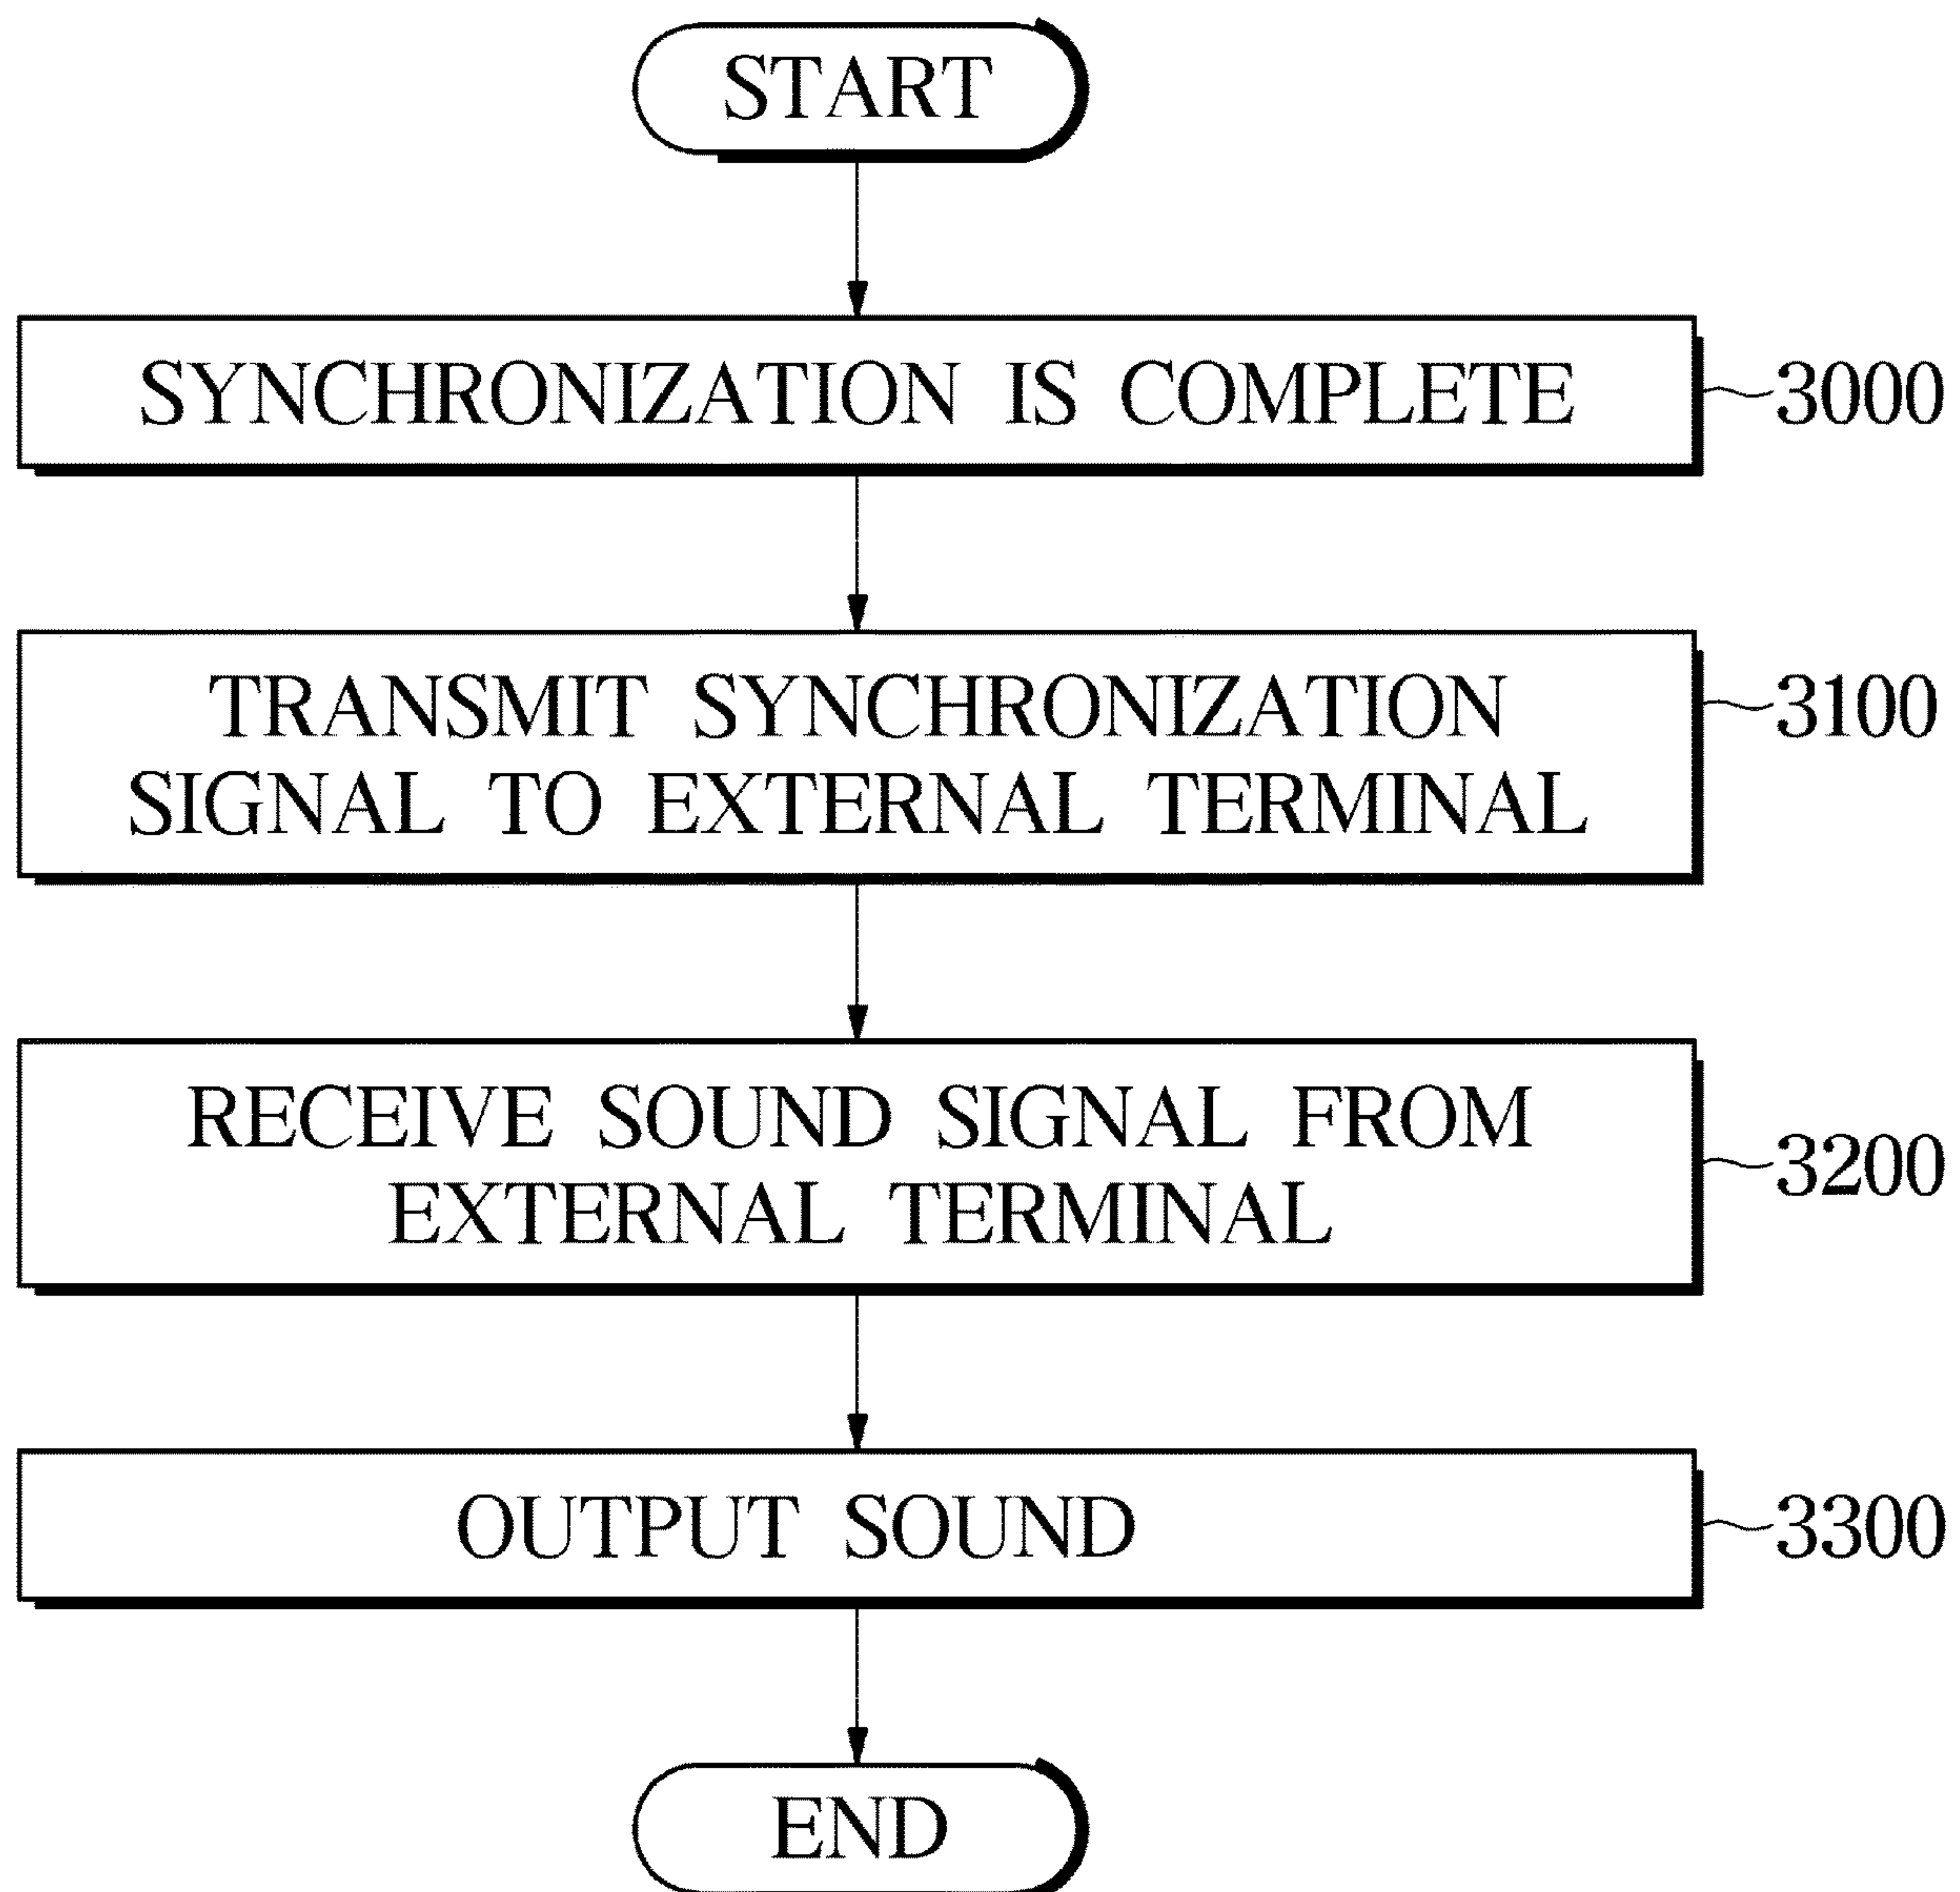 START
SYNCHRONIZATION IS COMPLETE
3000
TRANSMIT SYNCHRONIZATION
SIGNAL TO EXTERNAL TERMINAL
3100
RECEIVE SOUND SIGNAL FROM
EXTERNAL TERMINAL
3200
OUTPUT SOUND
3300
END